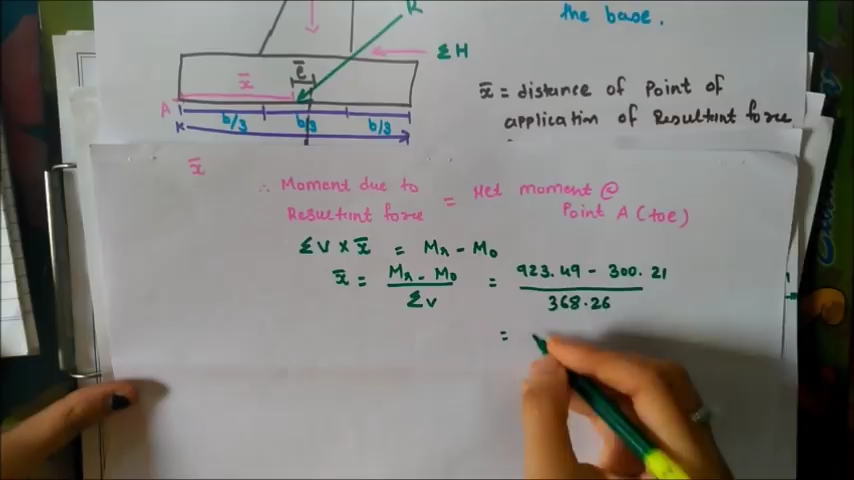 R
the base.
ΣH
ē
x̄
A
b/3 b/3 b/3
x̄ = distance of Point of
application of Resultant force
x̄
∴ Moment due to Resultant force = Net moment @ Point A (toe)
ΣV × x̄ = MR - MO
x̄ = MR - MO / ΣV = 923.49 - 300.21 / 368.26
=